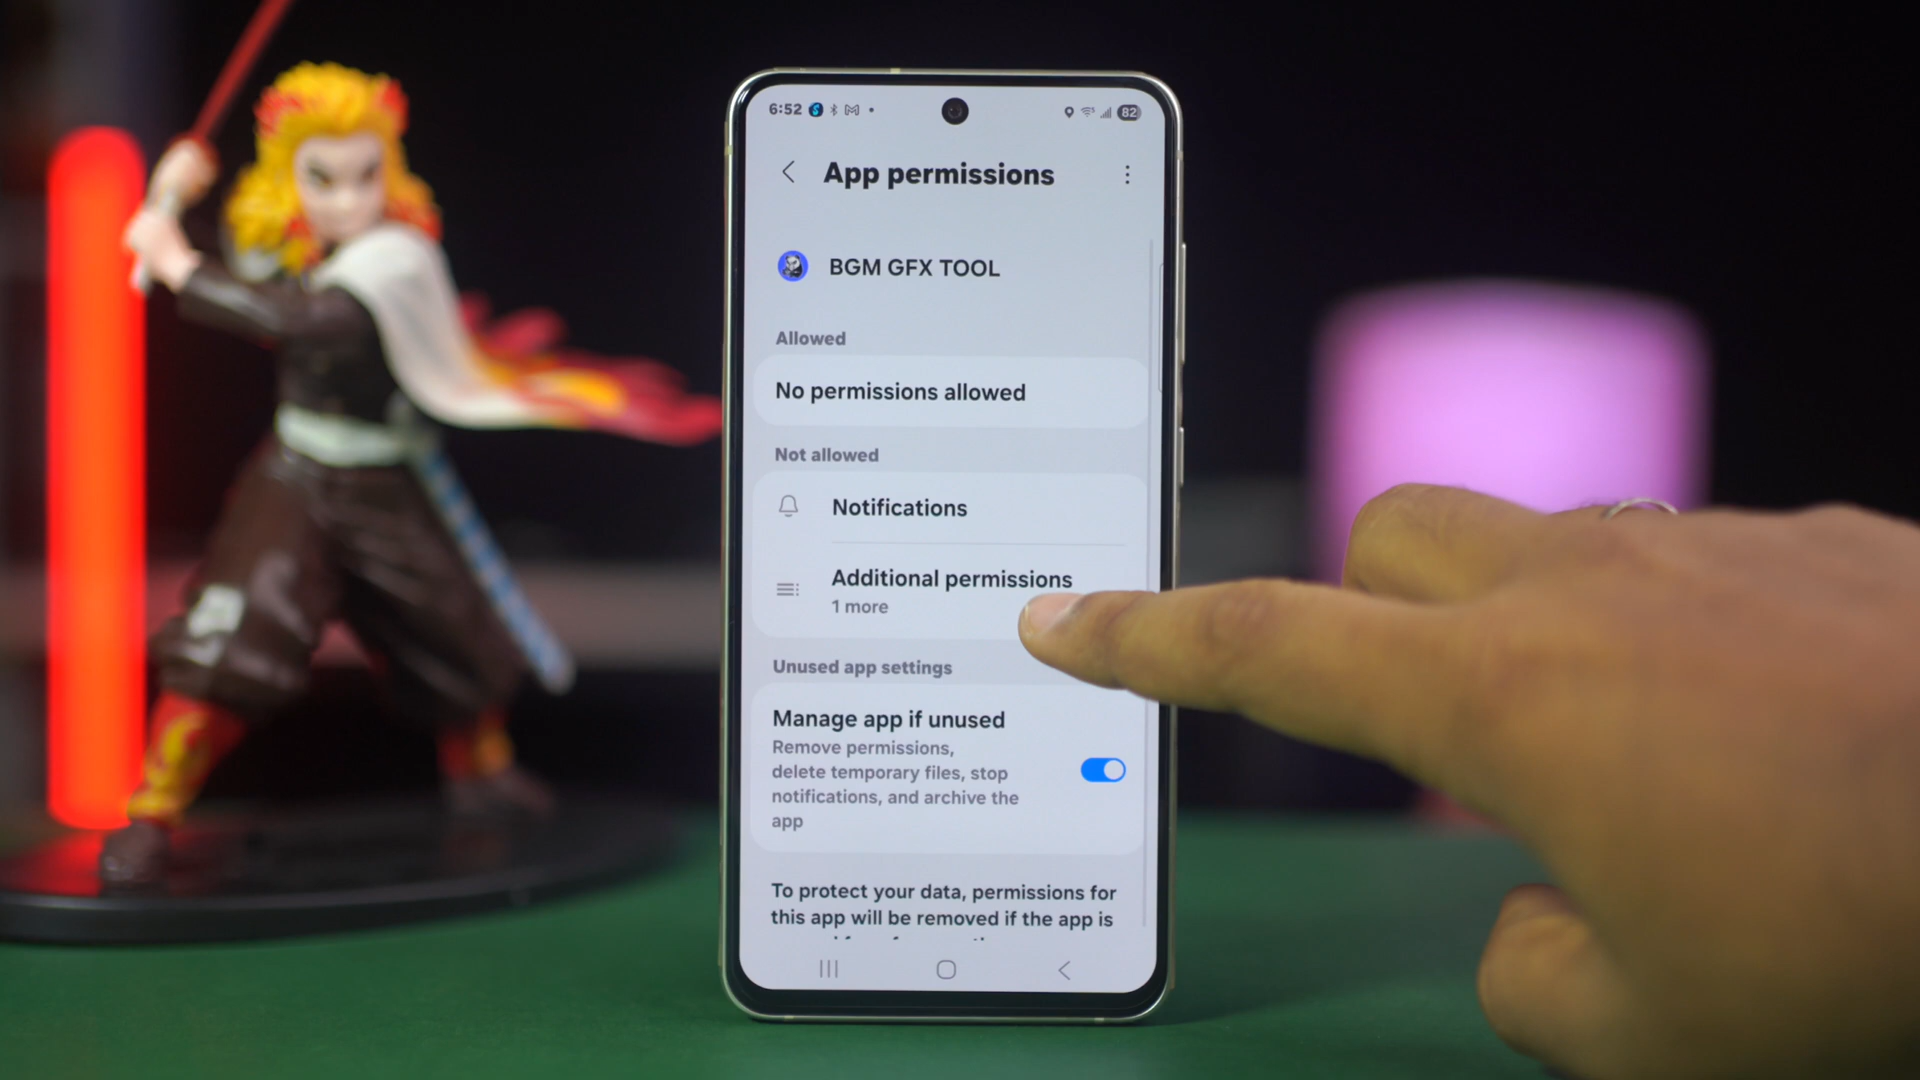 6:52
82
App permissions
BGM GFX TOOL
Allowed
No permissions allowed
Not allowed
Notifications
Additional permissions
1 more
Unused app settings
Manage app if unused
Remove permissions,
delete temporary files, stop
notifications, and archive the
app
To protect your data, permissions for
this app will be removed if the app is